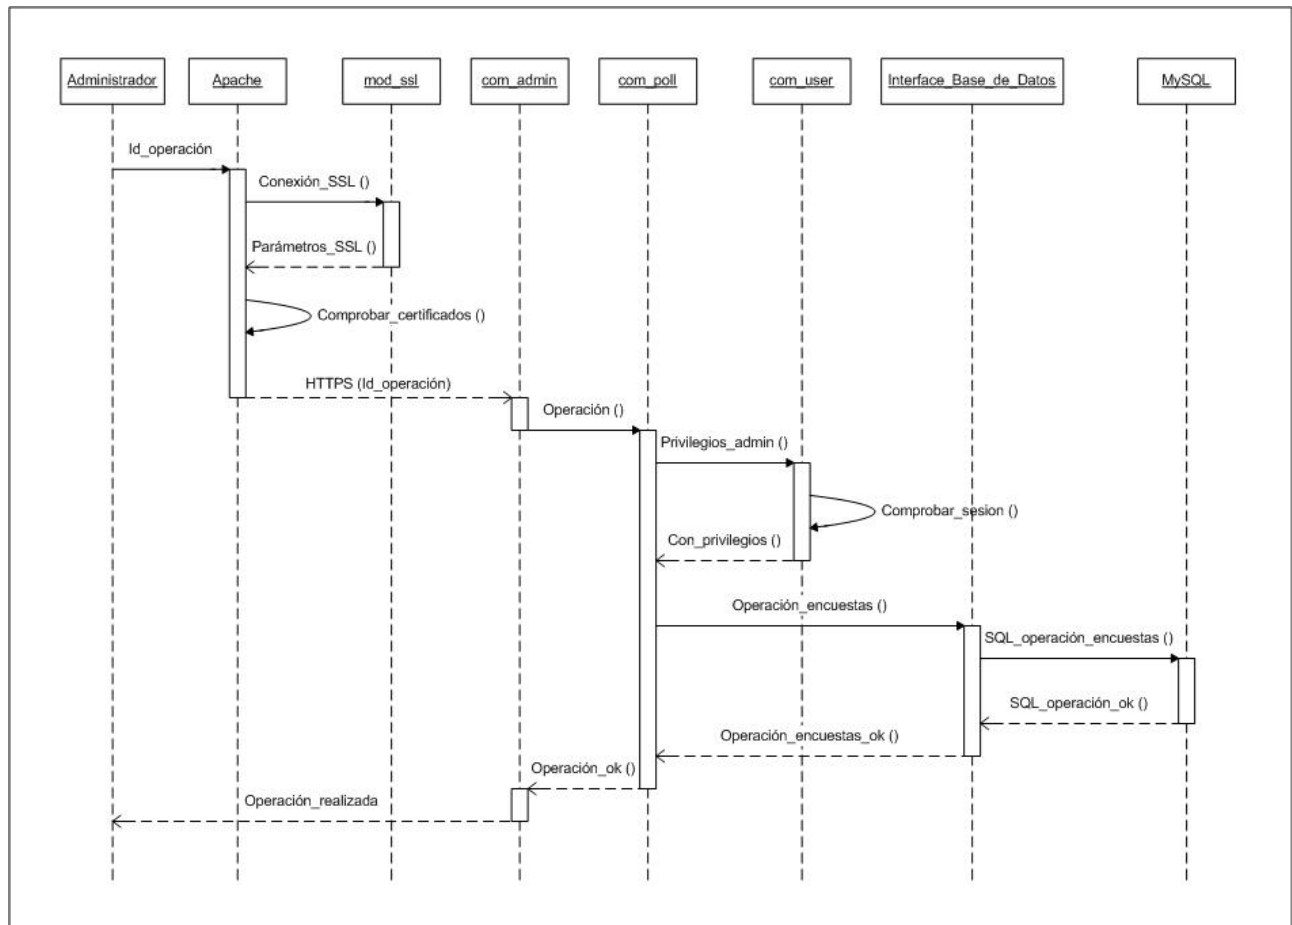 Administrador
Apache
mod_ssl
com_admin
com_poll
com_user
Interface_Base_de_Datos
MySQL
Id_operación
Conexión_SSL ()
Parámetros_SSL ()
Comprobar_certificados ()
HTTPS (Id_operación)
Operación ()
Privilegios_admin ()
Comprobar_sesion ()
Con_privilegios ()
Operación_encuestas ()
SQL_operación_encuestas ()
SQL_operación_ok ()
Operación_encuestas_ok ()
Operación_ok ()
Operación_realizada